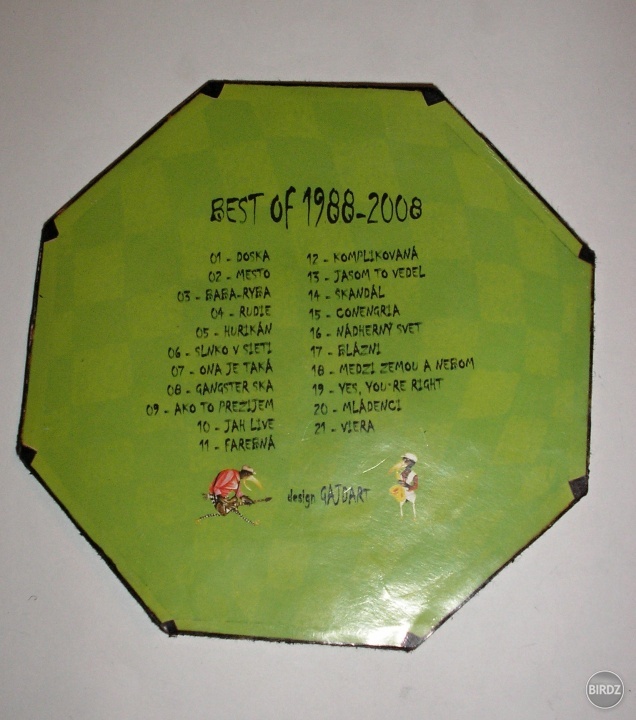 BEST OF 1988-2008
01 - DOSKA
02 - MESTO
03 - BABA-RYBA
04 - RUDIE
05 - HURIKÁN
06 - SLNKO V SIETI
07 - ONA JE TAKÁ
08 - GANGSTER SKA
09 - AKO TO PREZIJEM
10 - JAH LIVE
11 - FAREBNÁ
12 - KOMPLIKOVANÁ
13 - JASOM TO VEDEL
14 - ŠKANDÁL
15 - CONENGRIA
16 - NÁDHERNÝ SVET
17 - BLÁZNI
18 - MEDZI ZEMOU A NEBOM
19 - YES, YOU'RE RIGHT
20 - MLÁDENCI
21 - VIERA
design GAJDART
BIRDZ